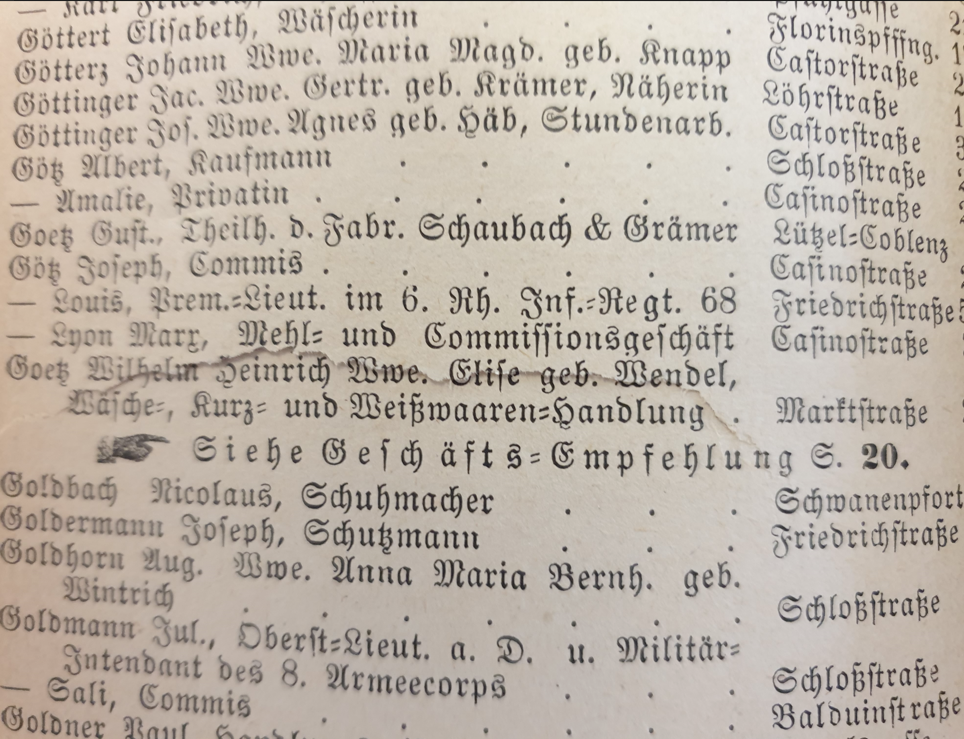 — Karl
Göttert Eliſabeth, Wäſcherin . . . Florinspfffng.
Götterz Johann Wwe. Maria Magd. geb. Knapp Caſtorſtraße
Göttinger Jac. Wwe. Gertr. geb. Krämer, Näherin Löhrſtraße
Göttinger Joſ. Wwe. Agnes geb. Häb, Stundenarb. Caſtorſtraße
Götz Albert, Kaufmann . . . . . Schloßſtraße
— Amalie, Privatin . . . . . . Caſinoſtraße
Goetz Guſt., Theilh. d. Fabr. Schaubach & Grämer Lützel=Coblenz
Götz Joſeph, Commis . . . . . . Caſinoſtraße
— Louis, Prem.=Lieut. im 6. Rh. Inf.=Regt. 68 Friedrichſtraße
— Lyon Marx, Mehl= und Commiſſionsgeſchäft Caſinoſtraße
Goetz Wilhelm Heinrich Wwe. Eliſe geb. Wendel,
Wäſche=, Kurz= und Weißwaaren=Handlung . Marktſtraße
☛ Siehe Geſchäfts=Empfehlung S. 20.
Goldbach Nicolaus, Schuhmacher . . . Schwanenpfort
Goldermann Joſeph, Schutzmann . . . Friedrichſtraße
Goldhorn Aug. Wwe. Anna Maria Bernh. geb.
Wintrich . . . . . . . Schloßſtraße
Goldmann Jul., Oberſt=Lieut. a. D. u. Militär=
Intendant des 8. Armeecorps . . . Schloßſtraße
— Sali, Commis . . . . . . Balduinſtraße
Goldner Paul,